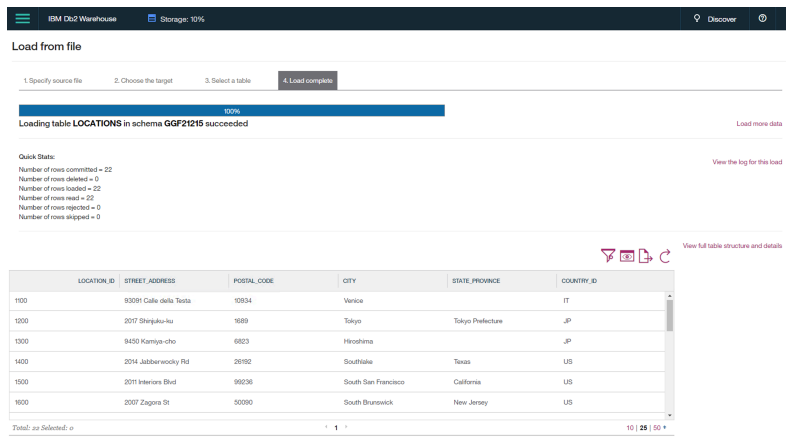 IBM Db2 Warehouse Storage: 10% Discover
Load from file
1. Specify source file 2. Choose the target 3. Select a table 4. Load complete
100%
Loading table LOCATIONS in schema GGF21215 succeeded Load more data
Quick Stats: View the log for this load
Number of rows committed = 22
Number of rows deleted = 0
Number of rows loaded = 22
Number of rows read = 22
Number of rows rejected = 0
Number of rows skipped = 0
View full table structure and details
LOCATION_ID STREET_ADDRESS POSTAL_CODE CITY STATE_PROVINCE COUNTRY_ID
1100 93091 Calle della Testa 10934 Venice IT
1200 2017 Shinjuku-ku 1689 Tokyo Tokyo Prefecture JP
1300 9450 Kamiya-cho 6823 Hiroshima JP
1400 2014 Jabberwocky Rd 26192 Southlake Texas US
1500 2011 Interiors Blvd 99236 South San Francisco California US
1600 2007 Zagora St 50090 South Brunswick New Jersey US
Total: 22 Selected: 0 ‹ 1 › 10 | 25 | 50